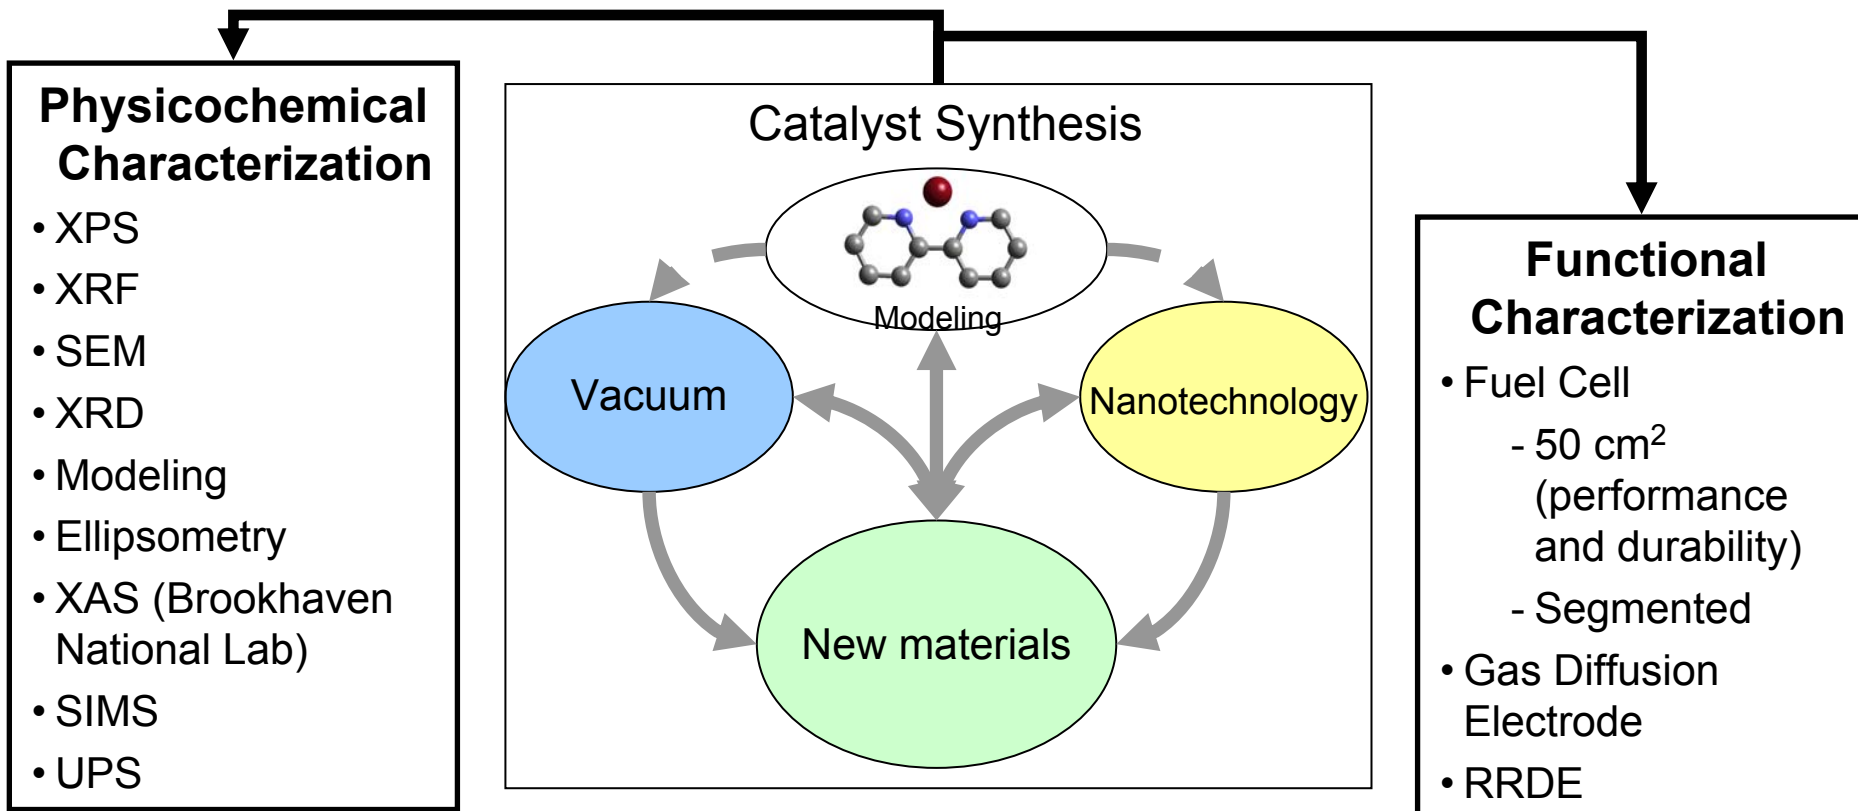 Physicochemical
Characterization
• XPS
• XRF
• SEM
• XRD
• Modeling
• Ellipsometry
• XAS (Brookhaven
National Lab)
• SIMS
• UPS
Catalyst Synthesis
Modeling
Vacuum
Nanotechnology
New materials
Functional
Characterization
• Fuel Cell
- 50 cm²
(performance
and durability)
- Segmented
• Gas Diffusion
Electrode
• RRDE